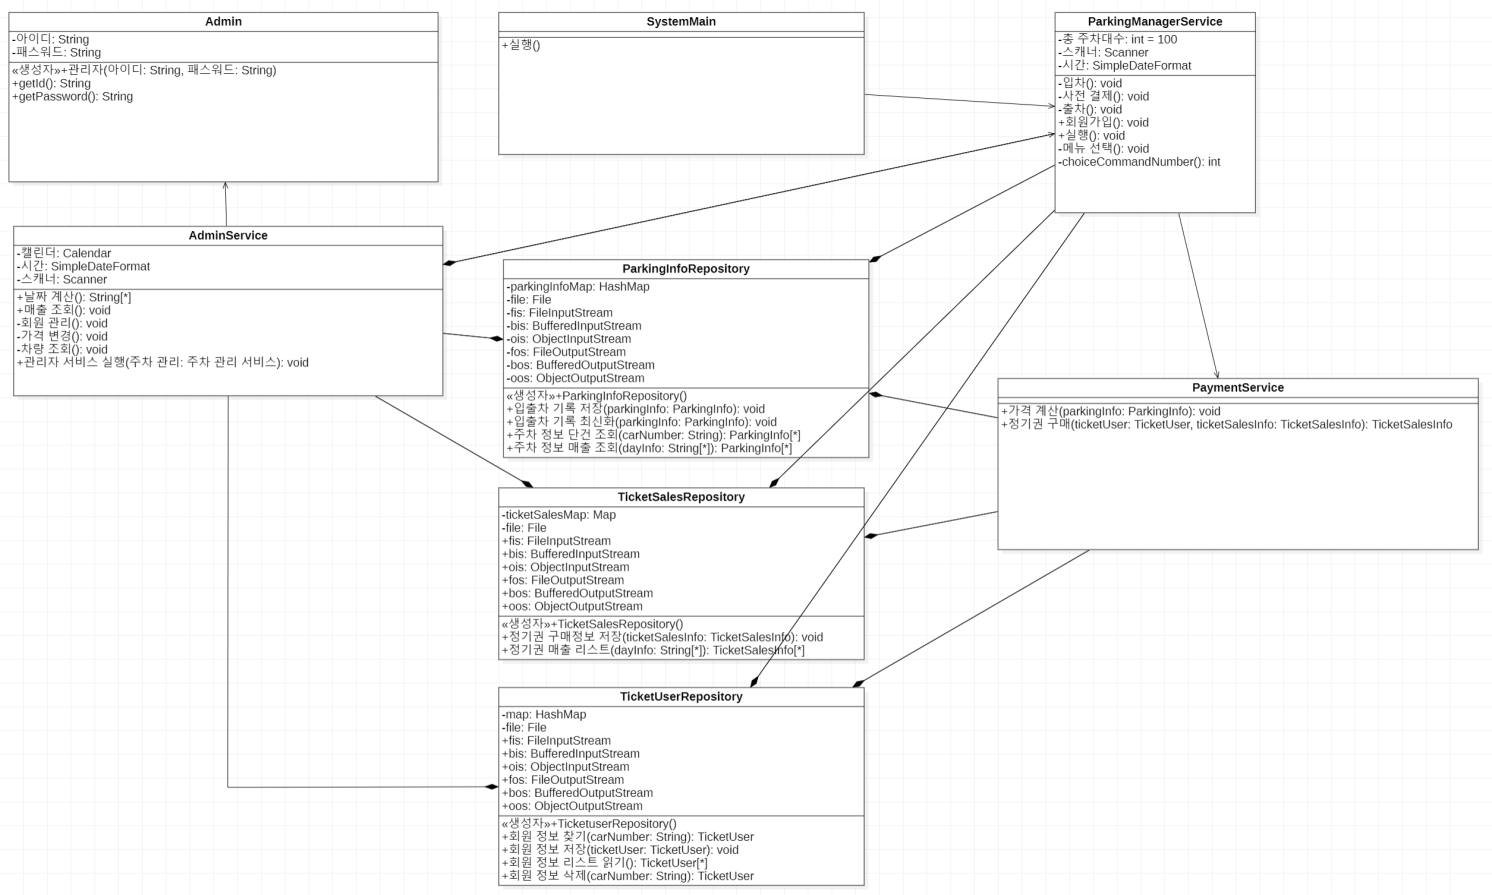 Admin
-아이디: String
-패스워드: String
«생성자»+관리자(아이디: String, 패스워드: String)
+getId(): String
+getPassword(): String
SystemMain
+실행()
ParkingManagerService
-총 주차대수: int = 100
-스캐너: Scanner
-시간: SimpleDateFormat
-입차(): void
-사전 결제(): void
-출차(): void
+회원가입(): void
+실행(): void
-메뉴 선택(): void
-choiceCommandNumber(): int
AdminService
-캘린더: Calendar
-시간: SimpleDateFormat
-스캐너: Scanner
+날짜 계산(): String[*]
+매출 조회(): void
-회원 관리(): void
-가격 변경(): void
-차량 조회(): void
+관리자 서비스 실행(주차 관리: 주차 관리 서비스): void
ParkingInfoRepository
-parkingInfoMap: HashMap
-file: File
-fis: FileInputStream
-bis: BufferedInputStream
-ois: ObjectInputStream
-fos: FileOutputStream
-bos: BufferedOutputStream
-oos: ObjectOutputStream
«생성자»+ParkingInfoRepository()
+입출차 기록 저장(parkingInfo: ParkingInfo): void
+입출차 기록 최신화(parkingInfo: ParkingInfo): void
+주차 정보 단건 조회(carNumber: String): ParkingInfo[*]
+주차 정보 매출 조회(dayInfo: String[*]): ParkingInfo[*]
PaymentService
+가격 계산(parkingInfo: ParkingInfo): void
+정기권 구매(ticketUser: TicketUser, ticketSalesInfo: TicketSalesInfo): TicketSalesInfo
TicketSalesRepository
-ticketSalesMap: Map
-file: File
+fis: FileInputStream
+bis: BufferedInputStream
+ois: ObjectInputStream
+fos: FileOutputStream
+bos: BufferedOutputStream
+oos: ObjectOutputStream
«생성자»+TicketSalesRepository()
+정기권 구매정보 저장(ticketSalesInfo: TicketSalesInfo): void
+정기권 매출 리스트(dayInfo: String[*]): TicketSalesInfo[*]
TicketUserRepository
-map: HashMap
-file: File
+fis: FileInputStream
+bis: BufferedInputStream
+ois: ObjectInputStream
+fos: FileOutputStream
+bos: BufferedOutputStream
+oos: ObjectOutputStream
«생성자»+TicketuserRepository()
+회원 정보 찾기(carNumber: String): TicketUser
+회원 정보 저장(ticketUser: TicketUser): void
+회원 정보 리스트 읽기(): TicketUser[*]
+회원 정보 삭제(carNumber: String): TicketUser